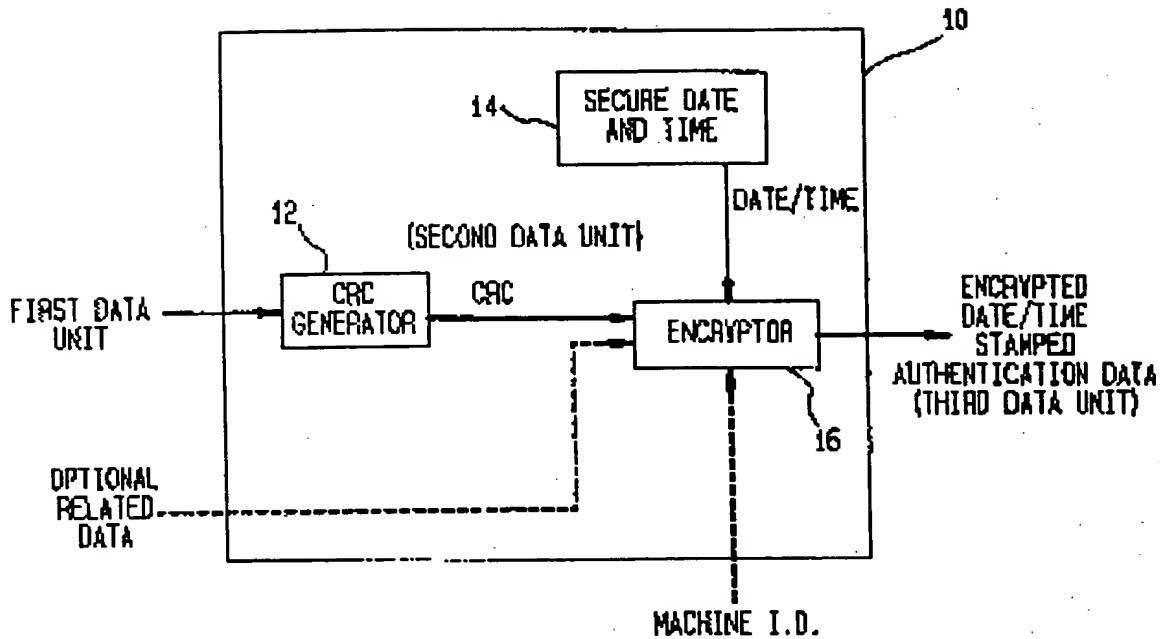 10
14
SECURE DATE
AND TIME
DATE/TIME
12
(SECOND DATA UNIT)
FIRST DATA
UNIT
CRC
GENERATOR
CRC
ENCRYPTOR
ENCRYPTED
DATE/TIME
STAMPED
AUTHENTICATION DATA
(THIRD DATA UNIT)
16
OPTIONAL
RELATED
DATA
MACHINE I.D.